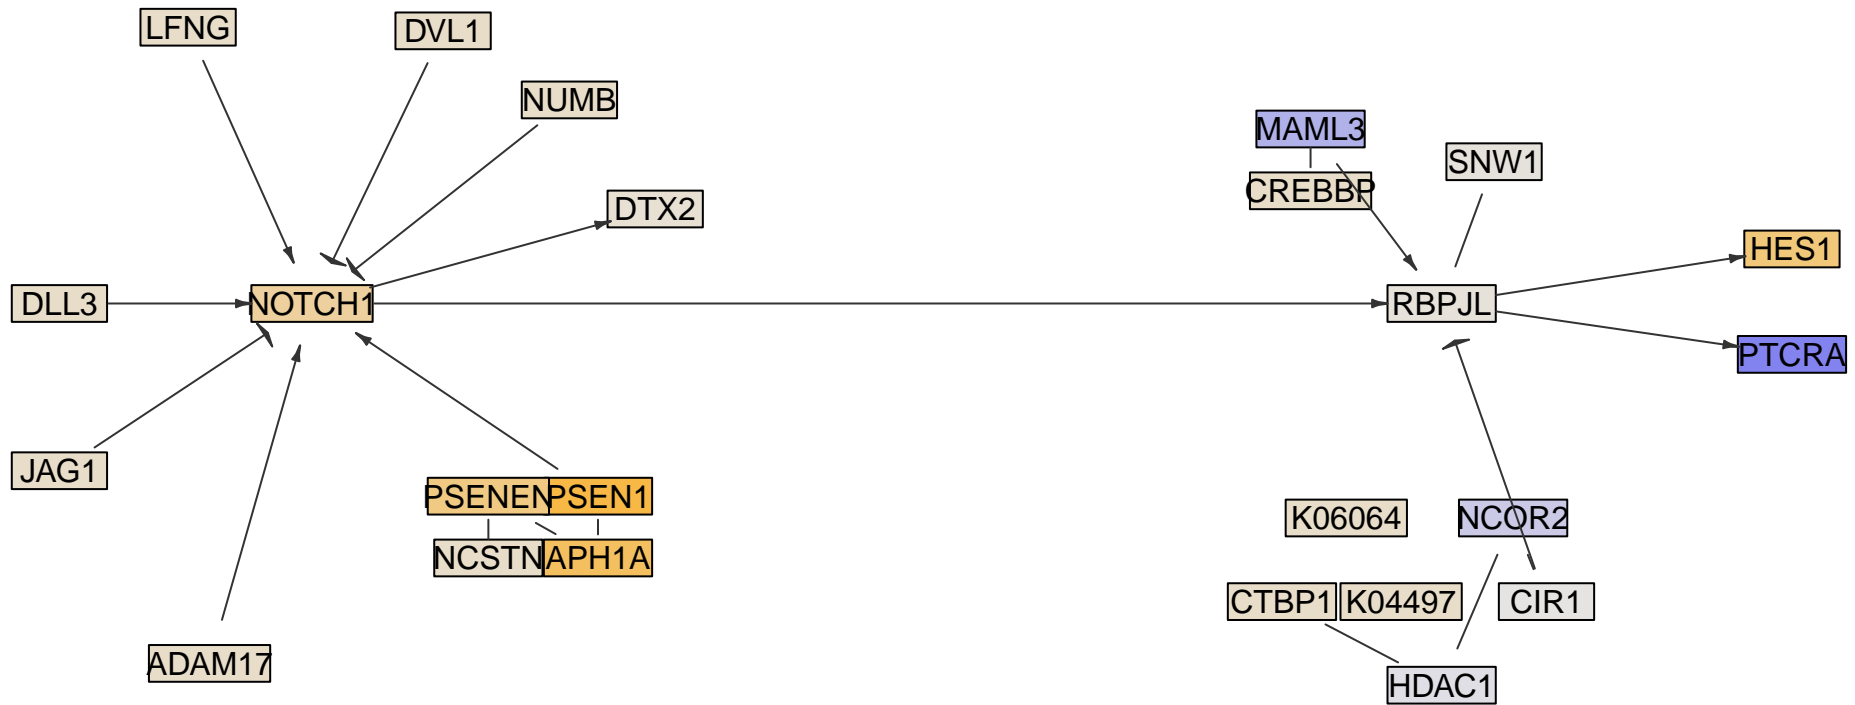 LFNG
DVL1
NUMB
MAML3
SNW1
CREBBP
DTX2
HES1
DLL3
NOTCH1
RBPJL
PTCRA
JAG1
PSENEN
PSEN1
K06064
NCOR2
NCSTN
APH1A
CTBP1
K04497
CIR1
ADAM17
HDAC1